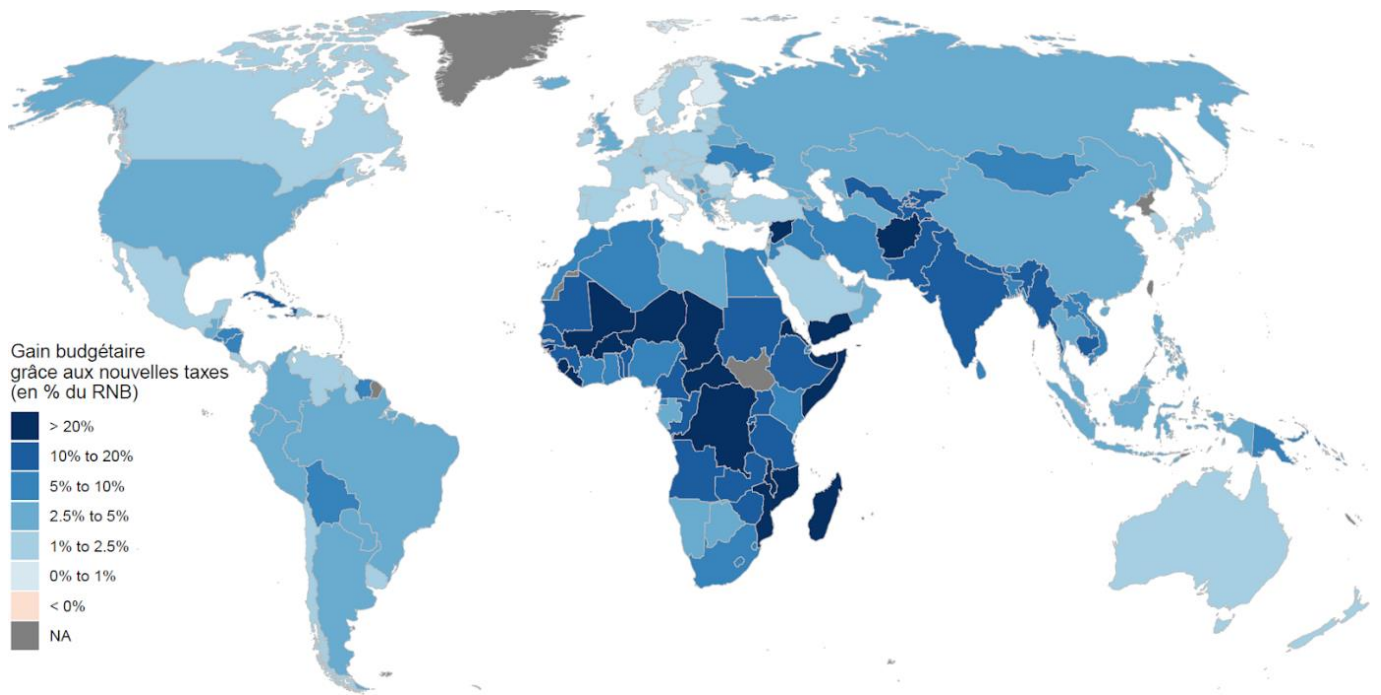 Gain budgétaire
grâce aux nouvelles taxes
(en % du RNB)
> 20%
10% to 20%
5% to 10%
2.5% to 5%
1% to 2.5%
0% to 1%
< 0%
NA